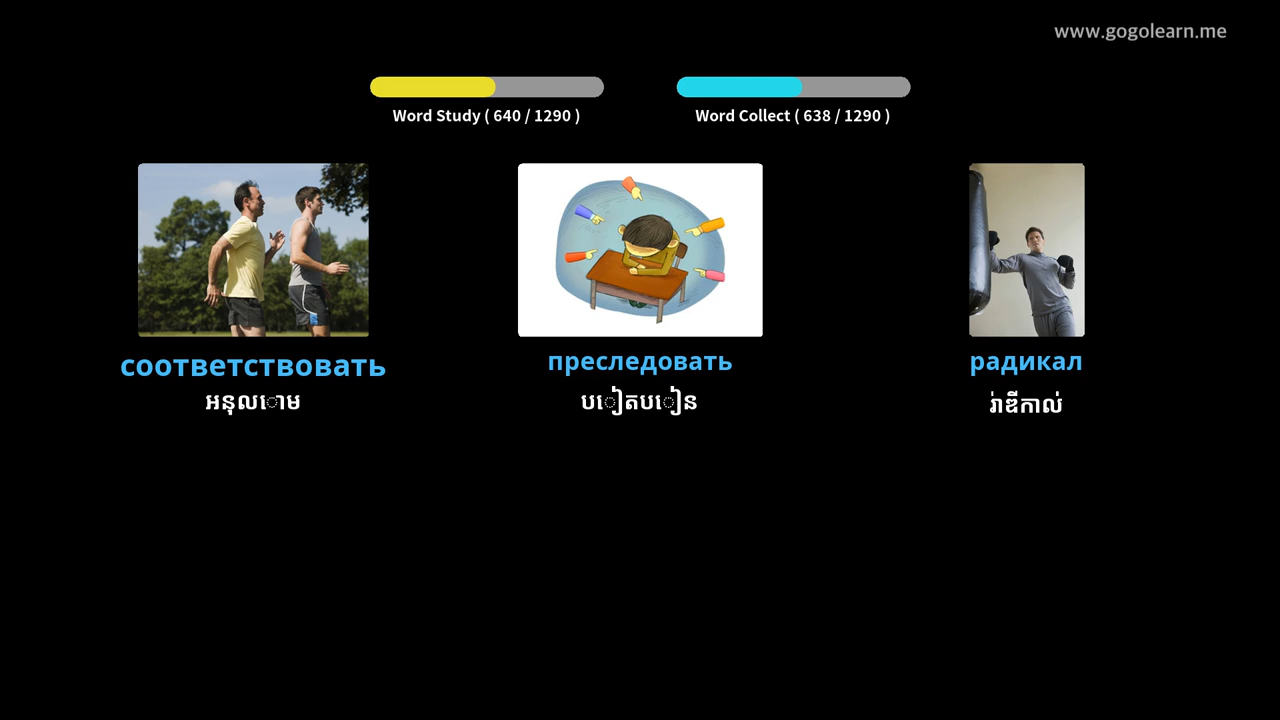 www.gogolearn.me
Word Study ( 640 / 1290 )
Word Collect ( 638 / 1290 )
соответствовать
преследовать
радикал
អនុលោម
បៀតបៀន
រ៉ាឌីកាល់